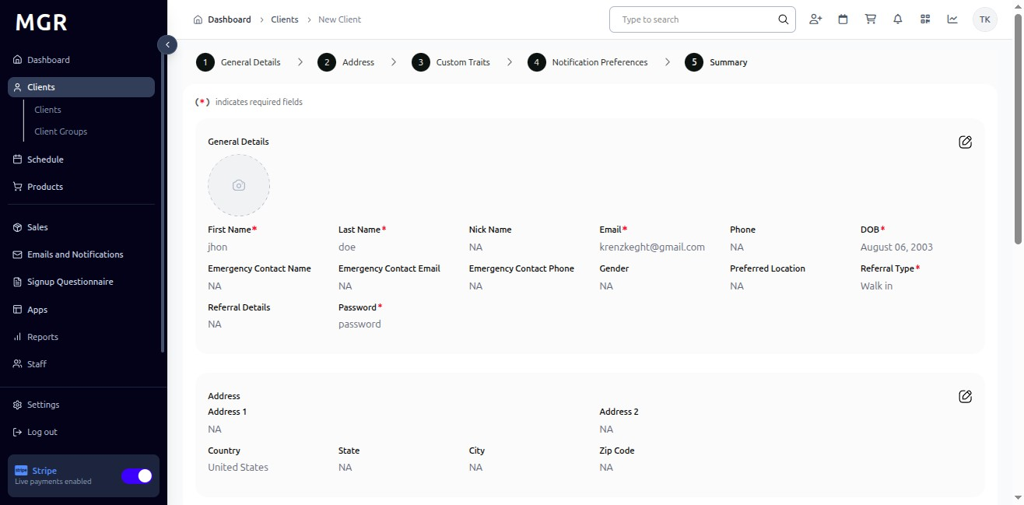 MGR
Dashboard > Clients > New Client
Type to search
TK
Dashboard
Clients
Clients
Client Groups
Schedule
Products
Sales
Emails and Notifications
Signup Questionnaire
Apps
Reports
Staff
Settings
Log out
Stripe
Live payments enabled
1 General Details > 2 Address > 3 Custom Traits > 4 Notification Preferences > 5 Summary
(*) indicates required fields
General Details
First Name* Last Name* Nick Name Email* Phone DOB*
jhon doe NA krenzkeght@gmail.com NA August 06, 2003
Emergency Contact Name Emergency Contact Email Emergency Contact Phone Gender Preferred Location Referral Type*
NA NA NA NA NA Walk in
Referral Details Password*
NA password
Address
Address 1 Address 2
NA NA
Country State City Zip Code
United States NA NA NA